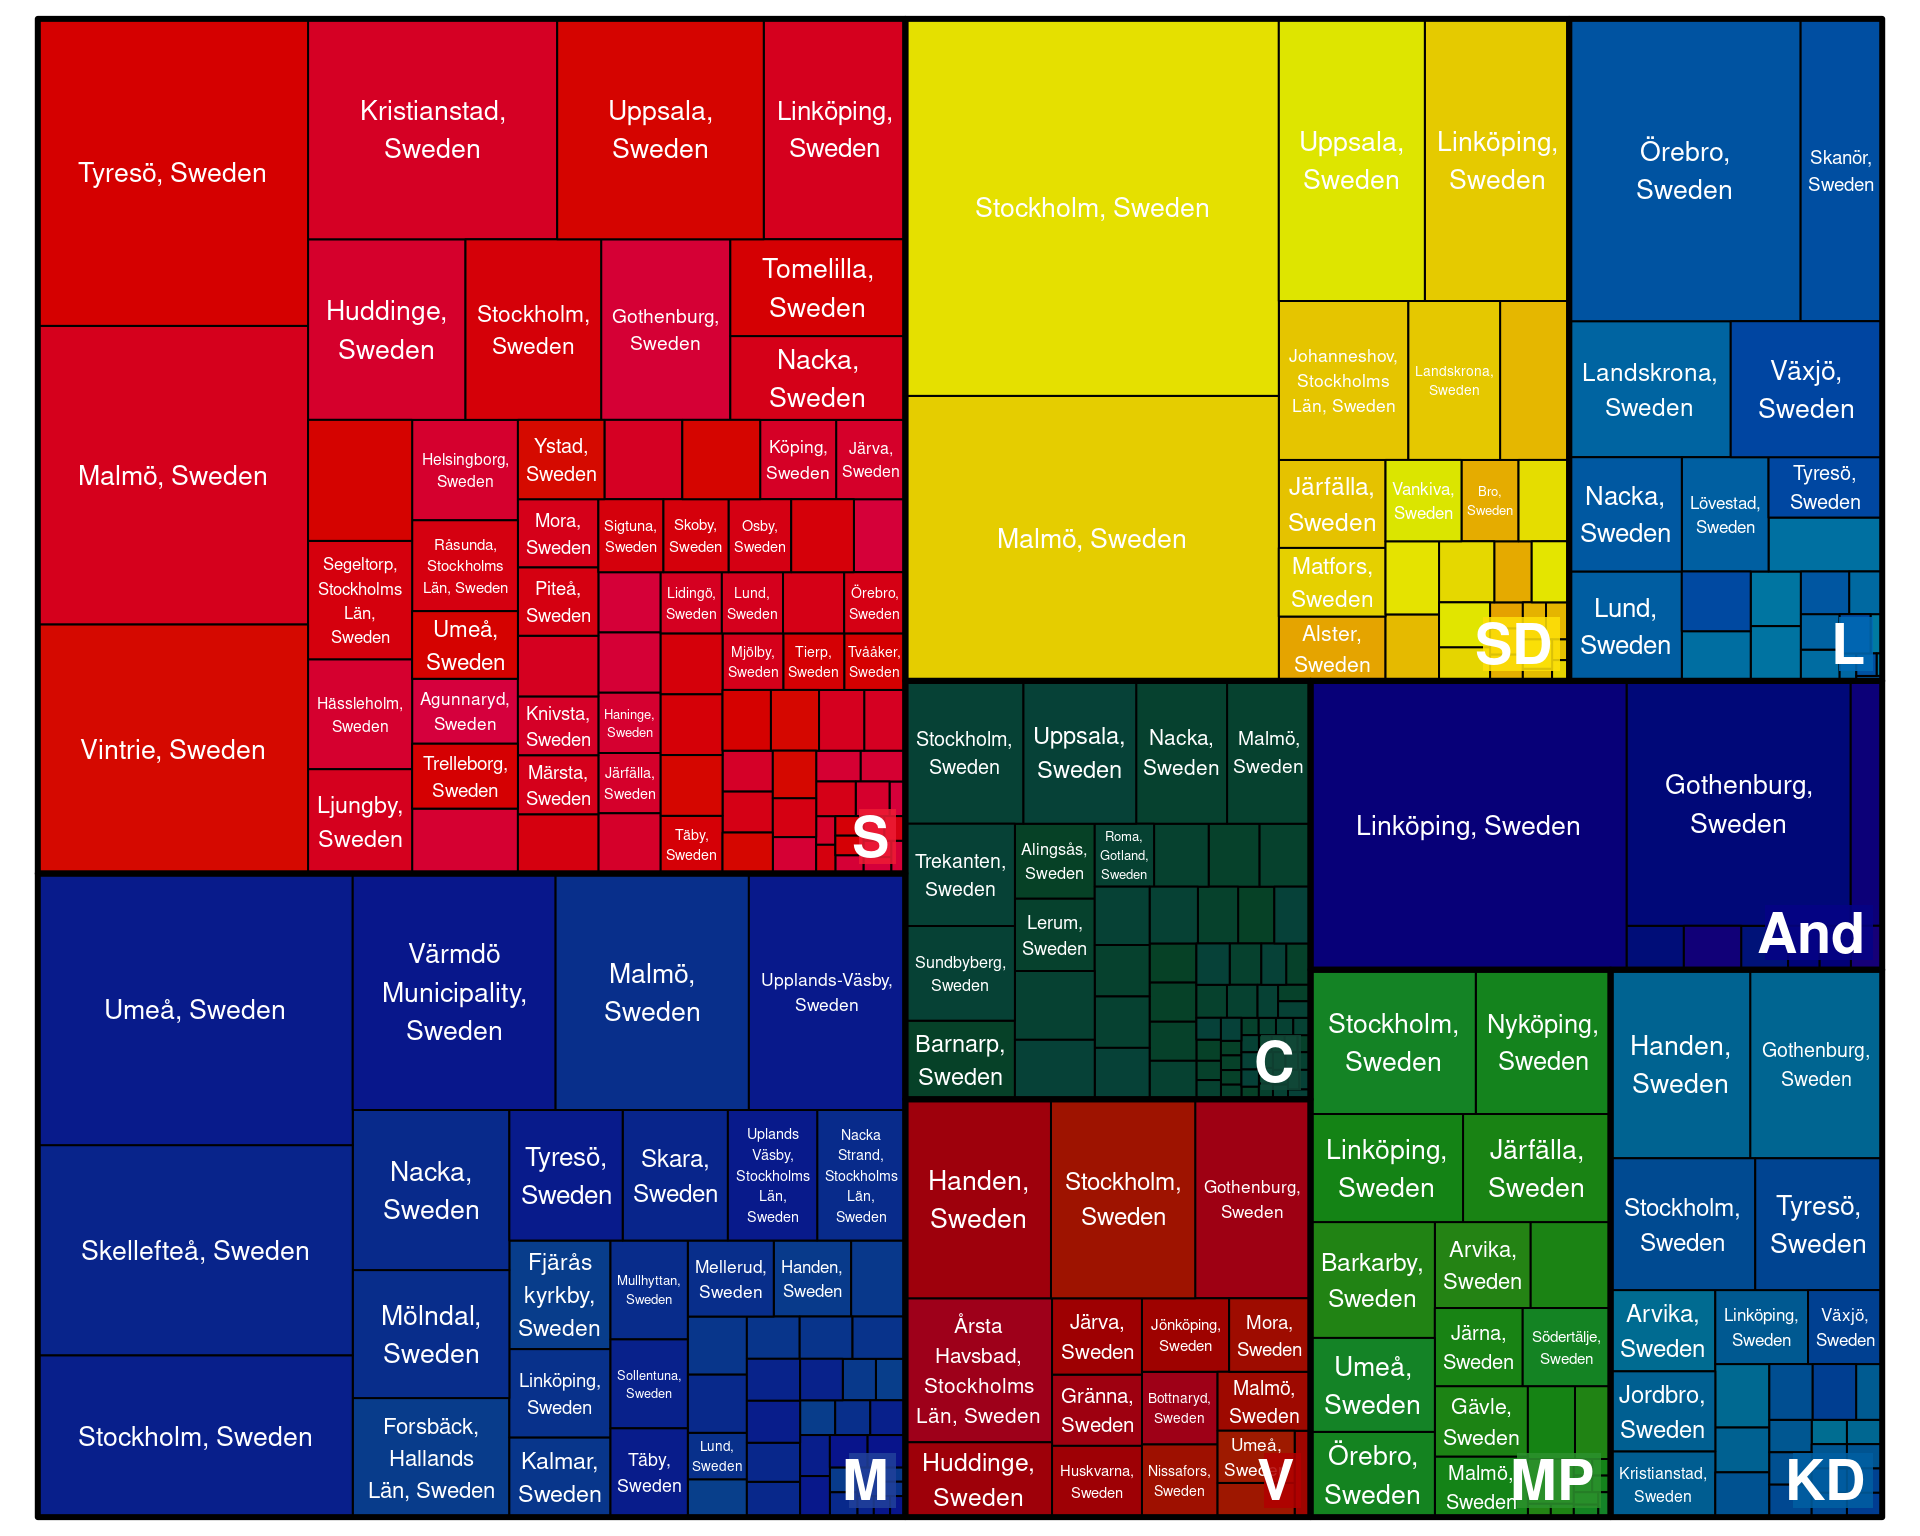 Tyresö, Sweden
Malmö, Sweden
Vintrie, Sweden
Kristianstad,
Sweden
Uppsala,
Sweden
Linköping,
Sweden
Huddinge,
Sweden
Stockholm,
Sweden
Gothenburg,
Sweden
Tomelilla,
Sweden
Nacka,
Sweden
Segeltorp,
Stockholms
Län,
Sweden
Hässleholm,
Sweden
Ljungby,
Sweden
Helsingborg,
Sweden
Råsunda,
Stockholms
Län, Sweden
Umeå,
Sweden
Agunnaryd,
Sweden
Trelleborg,
Sweden
Ystad,
Sweden
Köping,
Sweden
Järva,
Sweden
Mora,
Sweden
Sigtuna,
Sweden
Skoby,
Sweden
Osby,
Sweden
Piteå,
Sweden
Lidingö,
Sweden
Lund,
Sweden
Örebro,
Sweden
Mjölby,
Sweden
Tierp,
Sweden
Tvååker,
Sweden
Knivsta,
Sweden
Haninge,
Sweden
Märsta,
Sweden
Järfälla,
Sweden
Täby,
Sweden
S
Stockholm, Sweden
Malmö, Sweden
Uppsala,
Sweden
Linköping,
Sweden
Johanneshov,
Stockholms
Län, Sweden
Landskrona,
Sweden
Järfälla,
Sweden
Vankiva,
Sweden
Bro,
Sweden
Matfors,
Sweden
Alster,
Sweden
SD
Örebro,
Sweden
Skanör,
Sweden
Landskrona,
Sweden
Växjö,
Sweden
Nacka,
Sweden
Lövestad,
Sweden
Tyresö,
Sweden
Lund,
Sweden
L
Umeå, Sweden
Skellefteå, Sweden
Stockholm, Sweden
Värmdö
Municipality,
Sweden
Malmö,
Sweden
Upplands-Väsby,
Sweden
Nacka,
Sweden
Mölndal,
Sweden
Forsbäck,
Hallands
Län, Sweden
Tyresö,
Sweden
Skara,
Sweden
Uplands
Väsby,
Stockholms
Län,
Sweden
Nacka
Strand,
Stockholms
Län,
Sweden
Fjärås
kyrkby,
Sweden
Linköping,
Sweden
Kalmar,
Sweden
Mullhyttan,
Sweden
Sollentuna,
Sweden
Täby,
Sweden
Mellerud,
Sweden
Handen,
Sweden
Lund,
Sweden
M
Stockholm,
Sweden
Uppsala,
Sweden
Nacka,
Sweden
Malmö,
Sweden
Trekanten,
Sweden
Sundbyberg,
Sweden
Barnarp,
Sweden
Alingsås,
Sweden
Lerum,
Sweden
Roma,
Gotland,
Sweden
C
Linköping, Sweden
Gothenburg,
Sweden
And
Handen,
Sweden
Stockholm,
Sweden
Gothenburg,
Sweden
Årsta
Havsbad,
Stockholms
Län, Sweden
Huddinge,
Sweden
Järva,
Sweden
Jönköping,
Sweden
Mora,
Sweden
Gränna,
Sweden
Bottnaryd,
Sweden
Malmö,
Sweden
Huskvarna,
Sweden
Nissafors,
Sweden
Umeå,
Sweden
V
Stockholm,
Sweden
Nyköping,
Sweden
Linköping,
Sweden
Järfälla,
Sweden
Barkarby,
Sweden
Umeå,
Sweden
Örebro,
Sweden
Arvika,
Sweden
Järna,
Sweden
Södertälje,
Sweden
Gävle,
Sweden
Malmö,
Sweden
MP
Handen,
Sweden
Gothenburg,
Sweden
Stockholm,
Sweden
Tyresö,
Sweden
Arvika,
Sweden
Linköping,
Sweden
Växjö,
Sweden
Jordbro,
Sweden
Kristianstad,
Sweden
KD